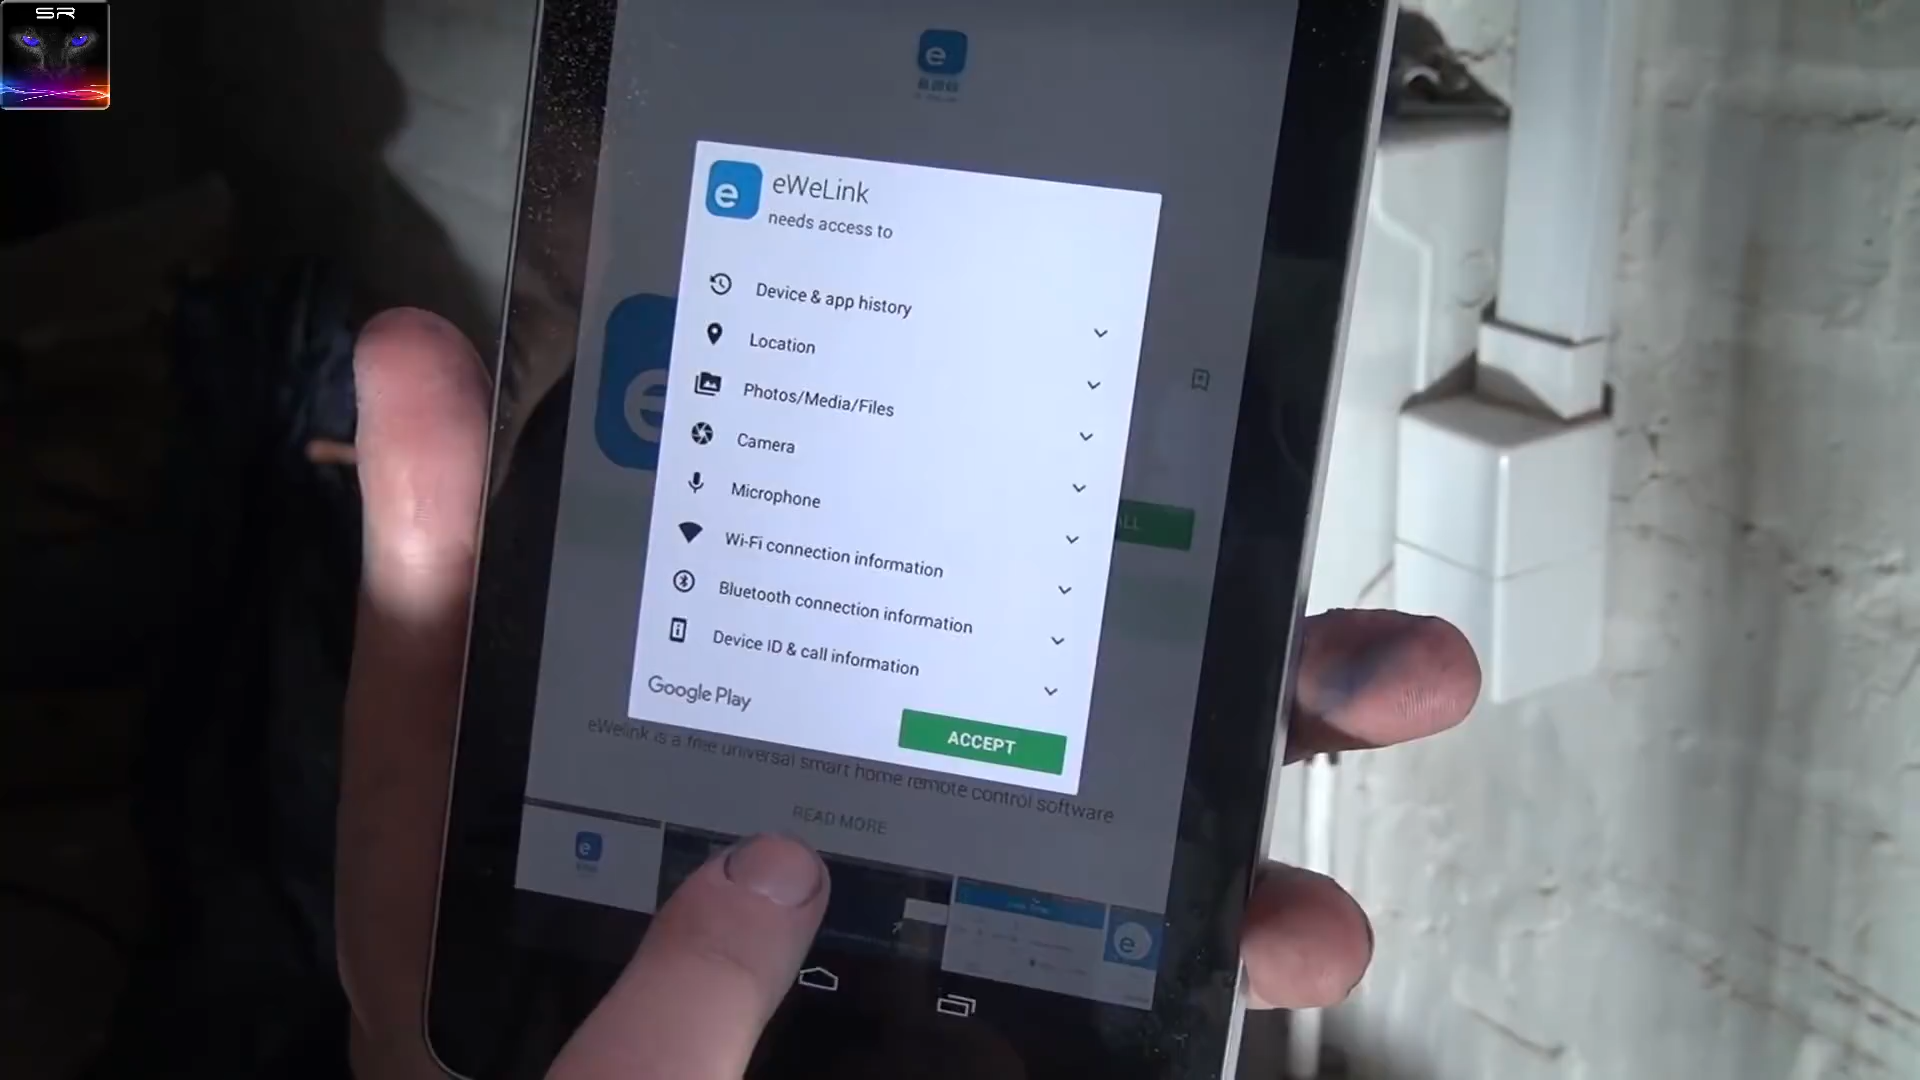 SR
e
e
eWeLink
needs access to
Device & app history
Location
Photos/Media/Files
Camera
Microphone
Wi-Fi connection information
Bluetooth connection information
Device ID & call information
Google Play
ACCEPT
eWelink is a free universal smart home remote control software
READ MORE
e
e